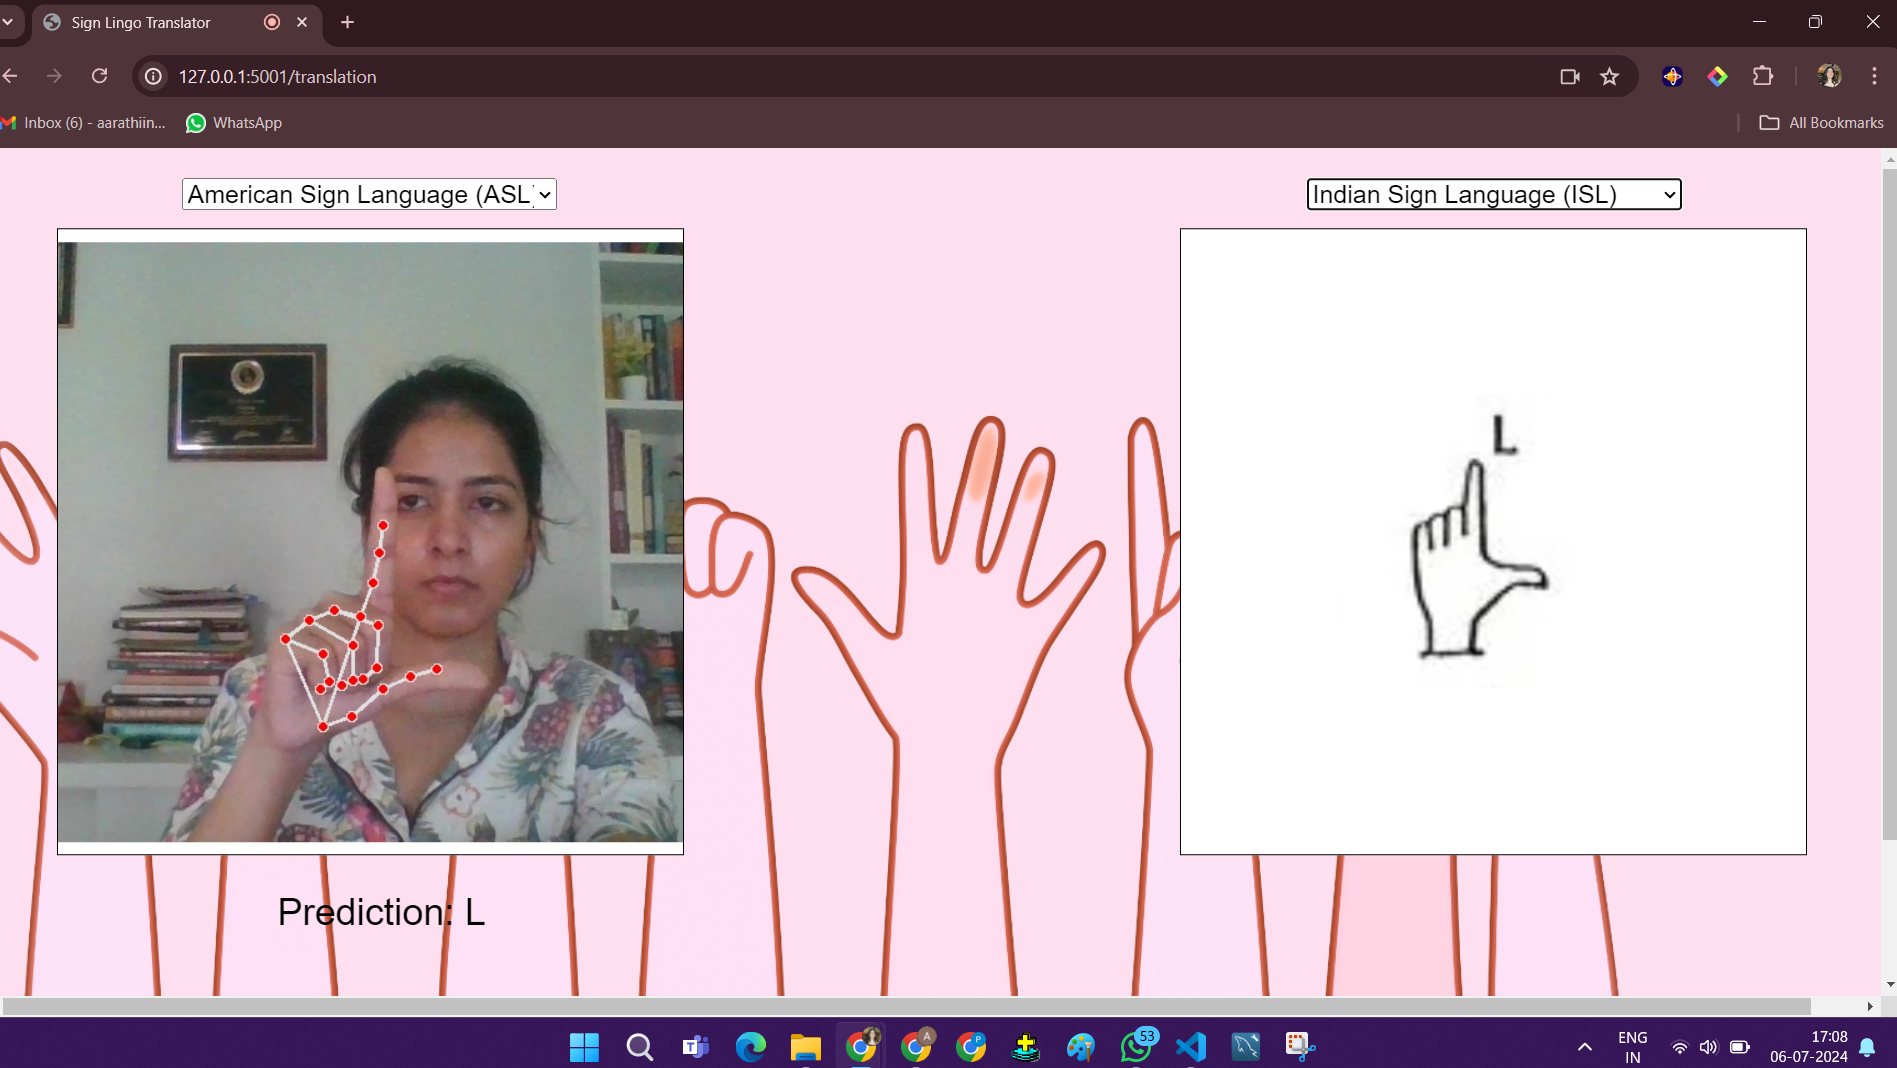 Sign Lingo Translator
127.0.0.1:5001/translation
Inbox (6) - aarathiin...
WhatsApp
All Bookmarks
American Sign Language (ASL)
Indian Sign Language (ISL)
L
Prediction: L
A
P
53
ENG
IN
17:08
06-07-2024